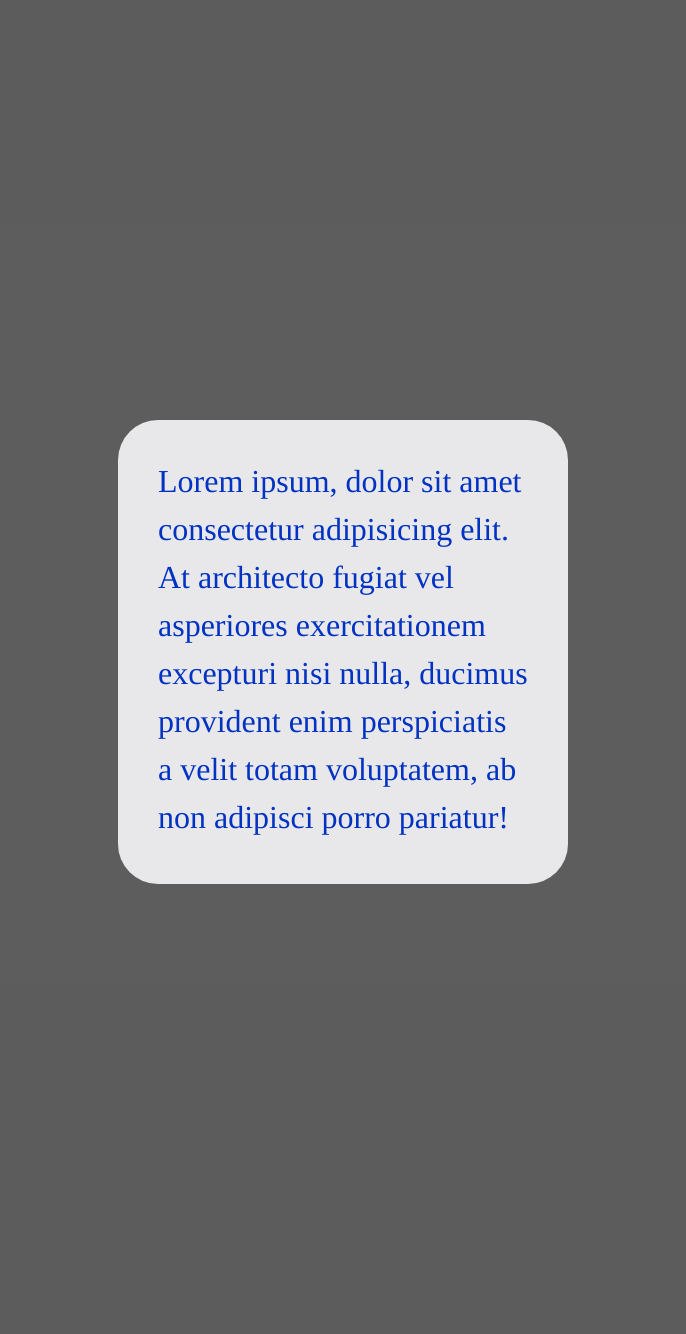 Lorem ipsum, dolor sit amet
consectetur adipisicing elit.
At architecto fugiat vel
asperiores exercitationem
excepturi nisi nulla, ducimus
provident enim perspiciatis
a velit totam voluptatem, ab
non adipisci porro pariatur!